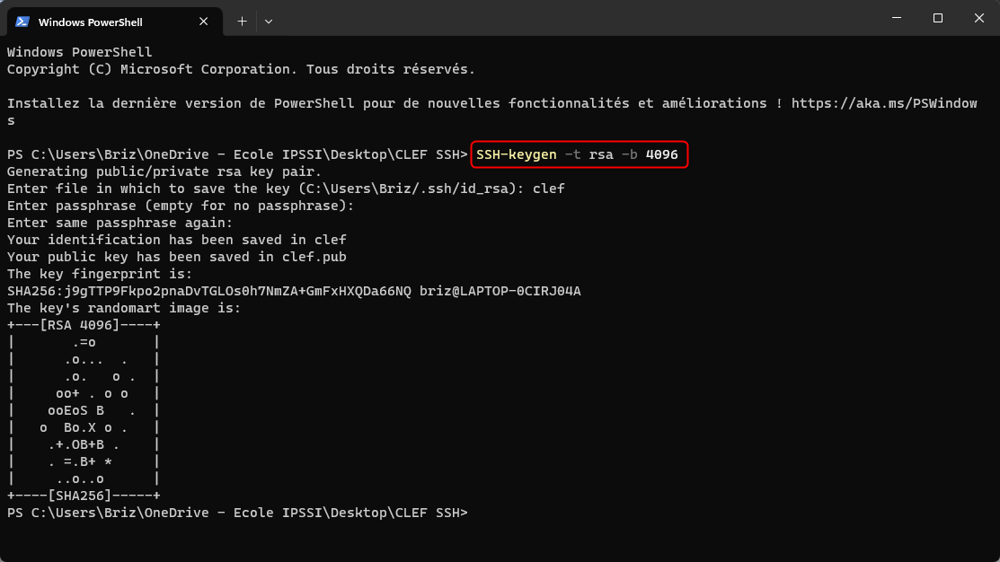 Windows PowerShell
Windows PowerShell
Copyright (C) Microsoft Corporation. Tous droits réservés.
Installez la dernière version de PowerShell pour de nouvelles fonctionnalités et améliorations ! https://aka.ms/PSWindow
s
PS C:\Users\Briz\OneDrive - Ecole IPSSI\Desktop\CLEF SSH> SSH-keygen -t rsa -b 4096
Generating public/private rsa key pair.
Enter file in which to save the key (C:\Users\Briz/.ssh/id_rsa): clef
Enter passphrase (empty for no passphrase):
Enter same passphrase again:
Your identification has been saved in clef
Your public key has been saved in clef.pub
The key fingerprint is:
SHA256:j9gTTP9Fkpo2pnaDvTGLOs0h7NmZA+GmFxHXQDa66NQ briz@LAPTOP-0CIRJ04A
The key's randomart image is:
+---[RSA 4096]----+
|       .=o       |
|      .o...  .   |
|      .o.   o .  |
|     oo+ . o o   |
|    ooEoS B   .  |
|   o  Bo.X o .   |
|    .+.OB+B .    |
|    . =.B+ *     |
|     ..o..o      |
+----[SHA256]-----+
PS C:\Users\Briz\OneDrive - Ecole IPSSI\Desktop\CLEF SSH>